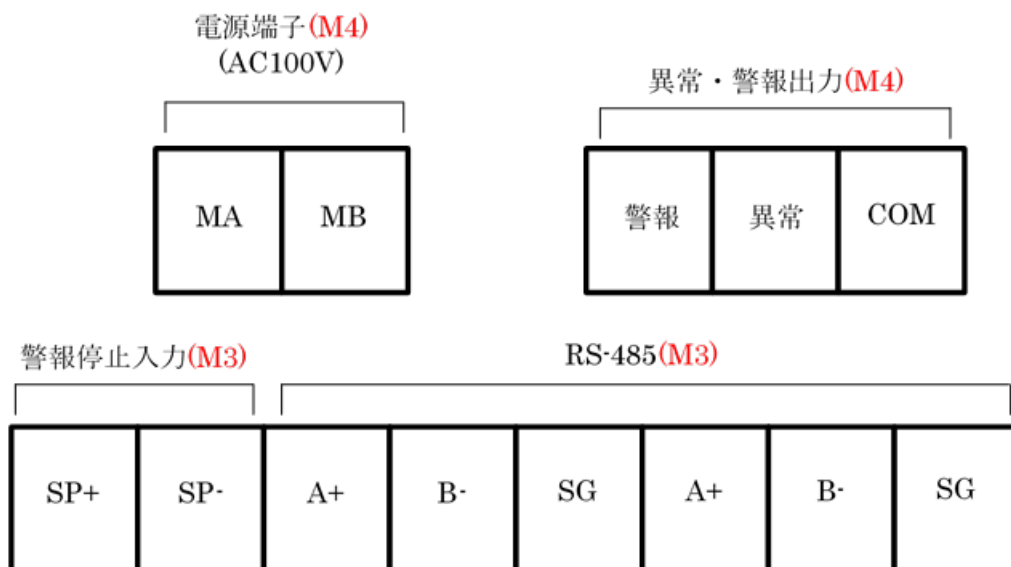 電源端子(M4)
(AC100V)
異常・警報出力(M4)
MA MB
警報 異常 COM
警報停止入力(M3)
RS-485(M3)
SP+ SP- A+ B- SG A+ B- SG